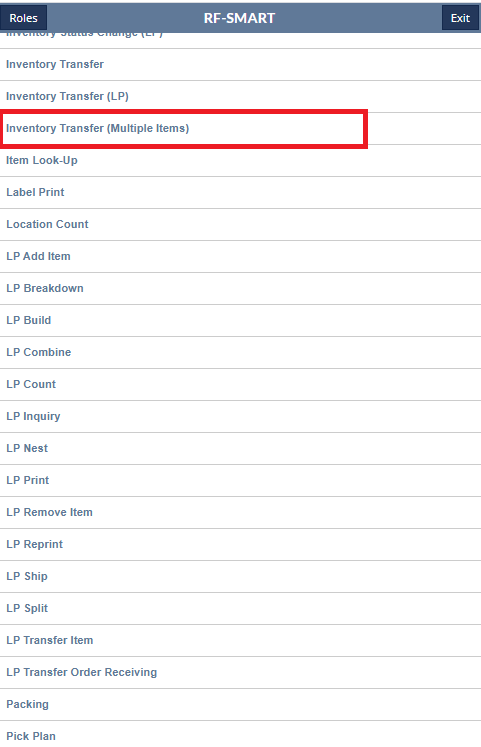 Roles RF-SMART Exit
Inventory Status Change (LP)
Inventory Transfer
Inventory Transfer (LP)
Inventory Transfer (Multiple Items)
Item Look-Up
Label Print
Location Count
LP Add Item
LP Breakdown
LP Build
LP Combine
LP Count
LP Inquiry
LP Nest
LP Print
LP Remove Item
LP Reprint
LP Ship
LP Split
LP Transfer Item
LP Transfer Order Receiving
Packing
Pick Plan